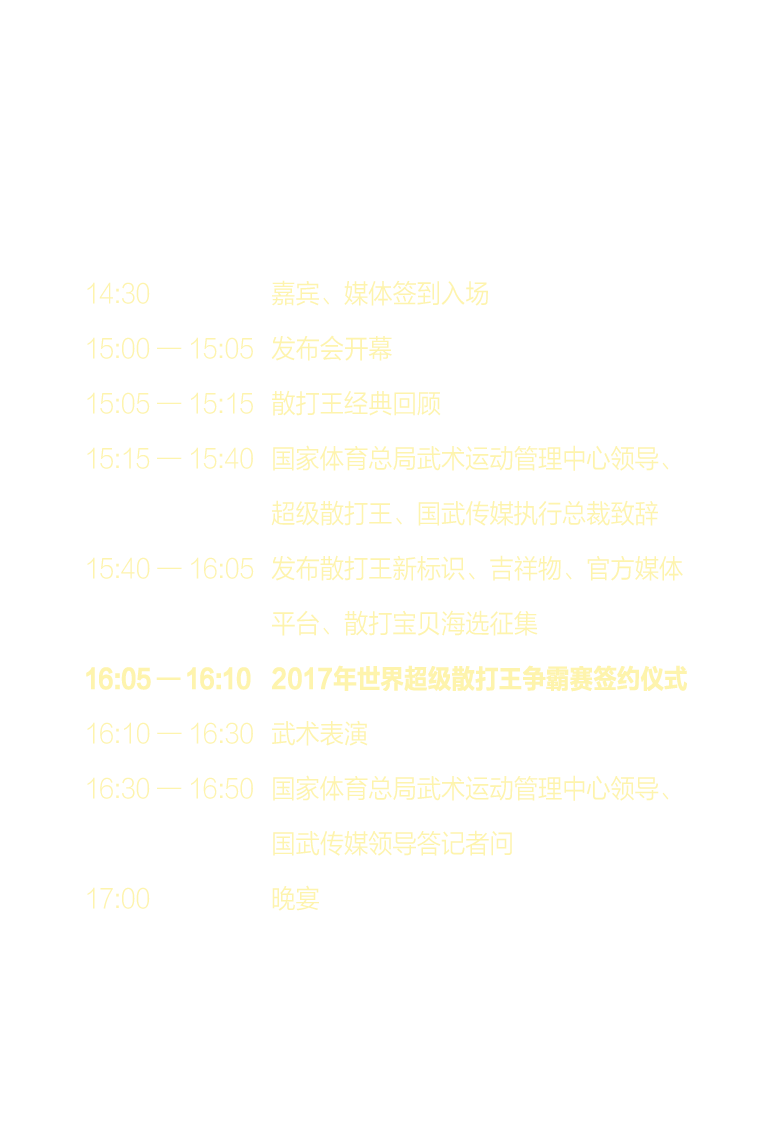 14:30 嘉宾、媒体签到入场
15:00 — 15:05 发布会开幕
15:05 — 15:15 散打王经典回顾
15:15 — 15:40 国家体育总局武术运动管理中心领导、
超级散打王、国武传媒执行总裁致辞
15:40 — 16:05 发布散打王新标识、吉祥物、官方媒体
平台、散打宝贝海选征集
16:05 — 16:10 2017年世界超级散打王争霸赛签约仪式
16:10 — 16:30 武术表演
16:30 — 16:50 国家体育总局武术运动管理中心领导、
国武传媒领导答记者问
17:00 晚宴